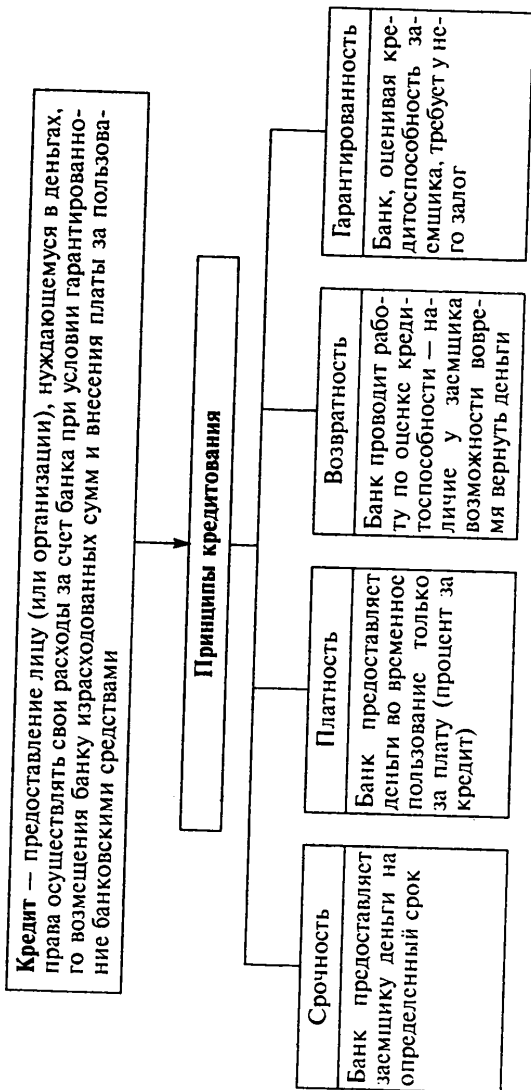 Кредит — предоставление лицу (или организации), нуждающемуся в деньгах,
права осуществлять свои расходы за счет банка при условии гарантированно-
го возмещения банку израсходованных сумм и внесения платы за пользова-
ние банковскими средствами
Принципы кредитования
Срочность
Банк предоставляет
заемщику деньги на
определенный срок
Платность
Банк предоставляет
деньги во временное
пользование только
за плату (процент за
кредит)
Возвратность
Банк проводит рабо-
ту по оценке креди-
тоспособности — на-
личие у заемщика
возможности вовре-
мя вернуть деньги
Гарантированность
Банк, оценивая кре-
дитоспособность за-
емщика, требует у не-
го залог